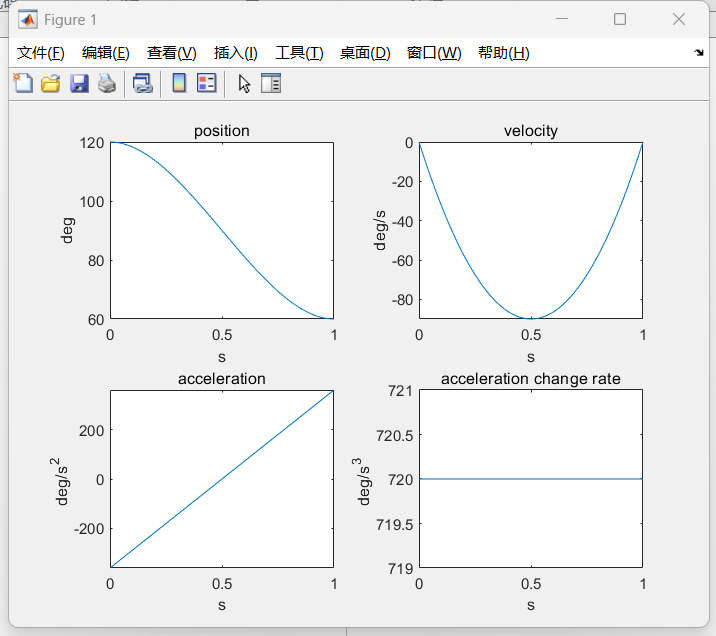 Figure 1
文件(F) 编辑(E) 查看(V) 插入(I) 工具(T) 桌面(D) 窗口(W) 帮助(H)
position
120
100
80
60
deg
0 0.5 1
s
velocity
0
-20
-40
-60
-80
deg/s
0 0.5 1
s
acceleration
200
0
-200
deg/s²
0 0.5 1
s
acceleration change rate
721
720.5
720
719.5
719
deg/s³
0 0.5 1
s